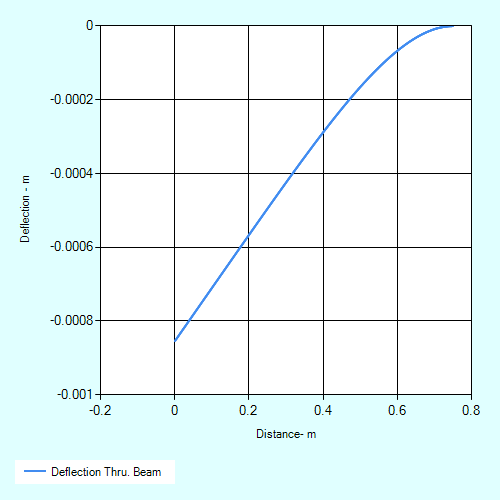 0
-0.0002
-0.0004
-0.0006
-0.0008
-0.001
-0.2 0 0.2 0.4 0.6 0.8
Deflection - m
Distance- m
Deflection Thru. Beam